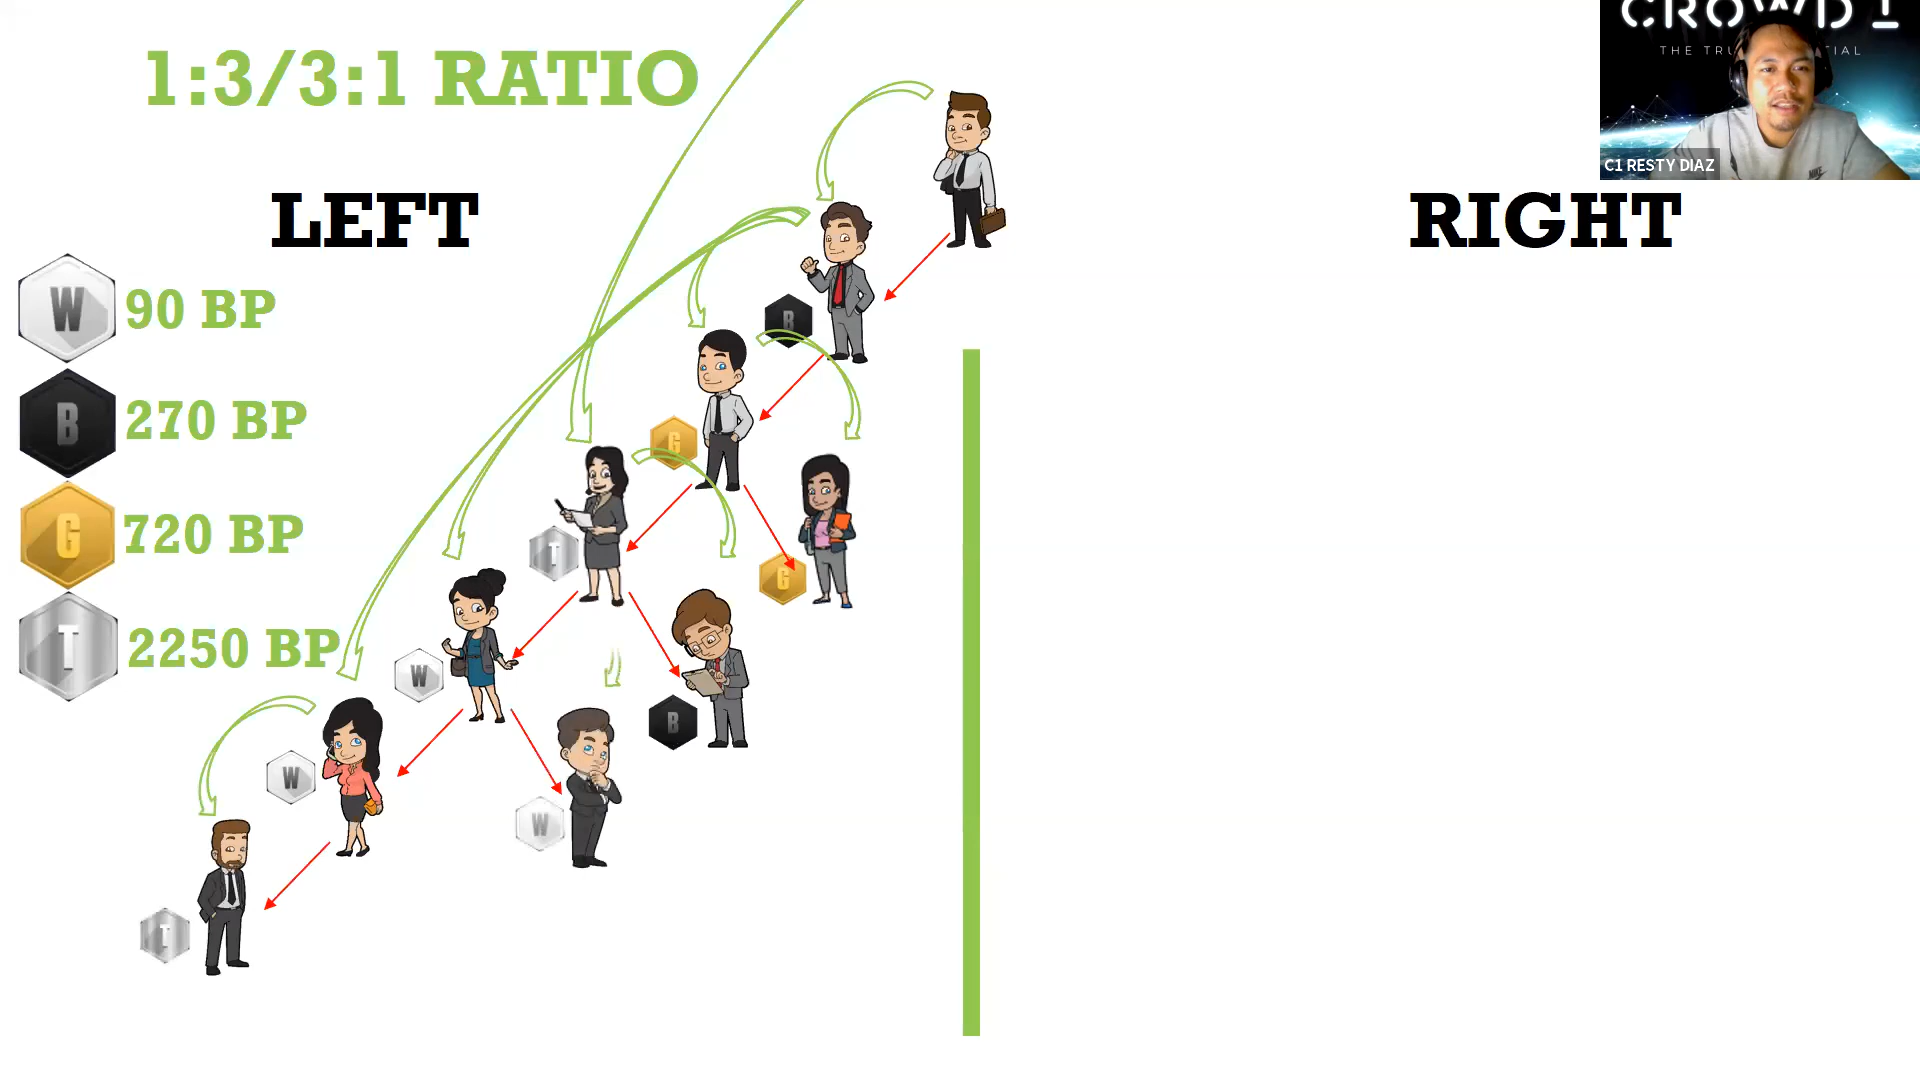 CROWD 1
THE TRU TIAL
C1 RESTY DIAZ
1:3/3:1 RATIO
LEFT
RIGHT
W 90 BP
B 270 BP
G 720 BP
T 2250 BP
B
G
T
G
W
B
W
W
T